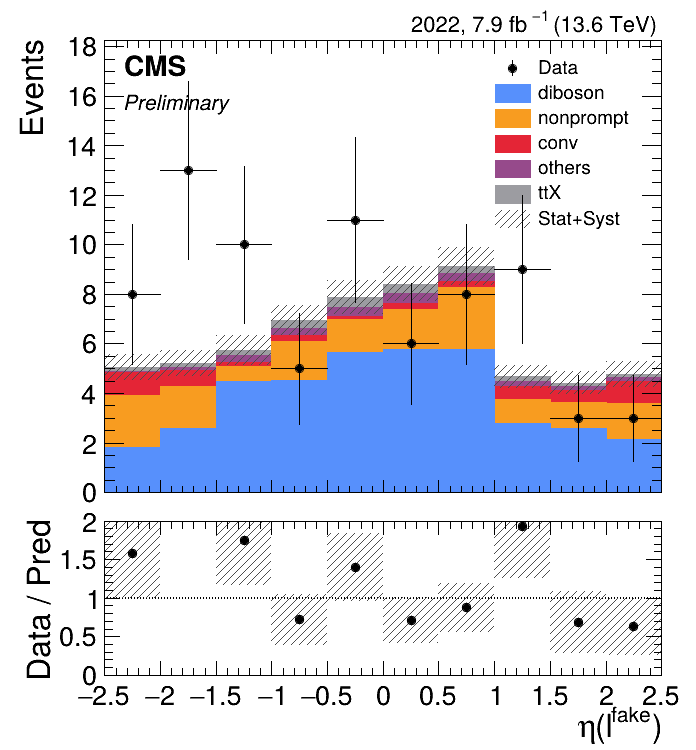 2022, 7.9 fb⁻¹ (13.6 TeV)
Events
18
16
14
12
10
8
6
4
2
0
CMS
Preliminary
Data
diboson
nonprompt
conv
others
ttX
Stat+Syst
Data / Pred
2
1.5
1
0.5
0
−2.5 −2 −1.5 −1 −0.5 0 0.5 1 1.5 2 2.5
η(l^fake)